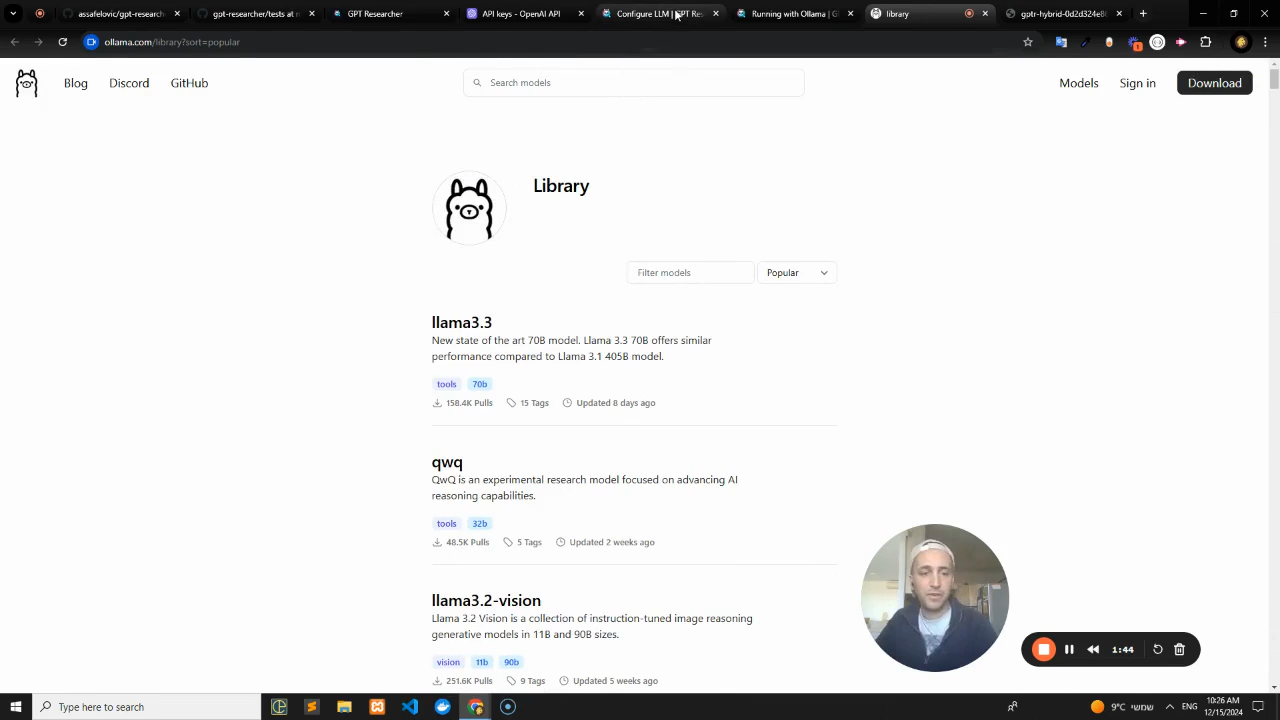 assafelovic/gpt-research
gpt-researcher/tests at m
GPT Researcher
API keys - OpenAI API
Configure LLM | GPT Res
Running with Ollama | G
library
gptr-hybrid-0d2d324e8
ollama.com/library?sort=popular
1
Blog
Discord
GitHub
Search models
Models
Sign in
Download
Library
Filter models
Popular
llama3.3
New state of the art 70B model. Llama 3.3 70B offers similar
performance compared to Llama 3.1 405B model.
tools 70b
158.4K Pulls 15 Tags Updated 8 days ago
qwq
QwQ is an experimental research model focused on advancing AI
reasoning capabilities.
tools 32b
48.5K Pulls 5 Tags Updated 2 weeks ago
llama3.2-vision
Llama 3.2 Vision is a collection of instruction-tuned image reasoning
generative models in 11B and 90B sizes.
vision 11b 90b
251.6K Pulls 9 Tags Updated 5 weeks ago
1:44
Type here to search
9°C שמשי
ENG
10:26 AM
12/15/2024